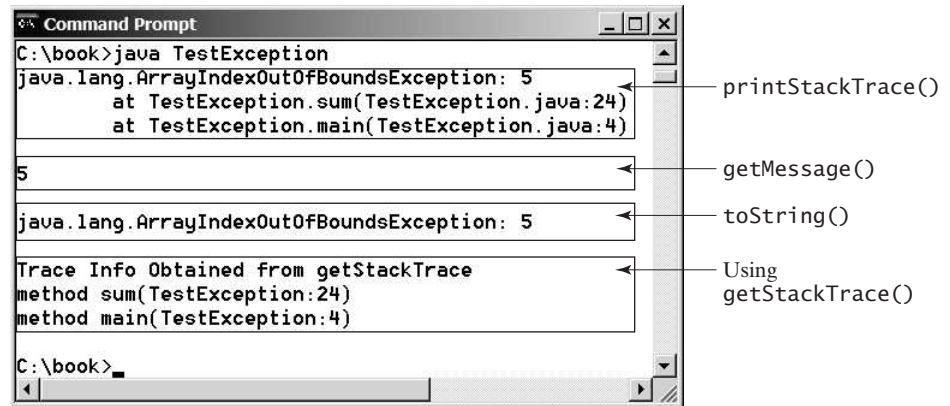 Command Prompt
C:\book>java TestException
java.lang.ArrayIndexOutOfBoundsException: 5
at TestException.sum(TestException.java:24)
at TestException.main(TestException.java:4)
printStackTrace()
5
getMessage()
java.lang.ArrayIndexOutOfBoundsException: 5
toString()
Trace Info Obtained from getStackTrace
method sum(TestException:24)
method main(TestException:4)
Using
getStackTrace()
C:\book>